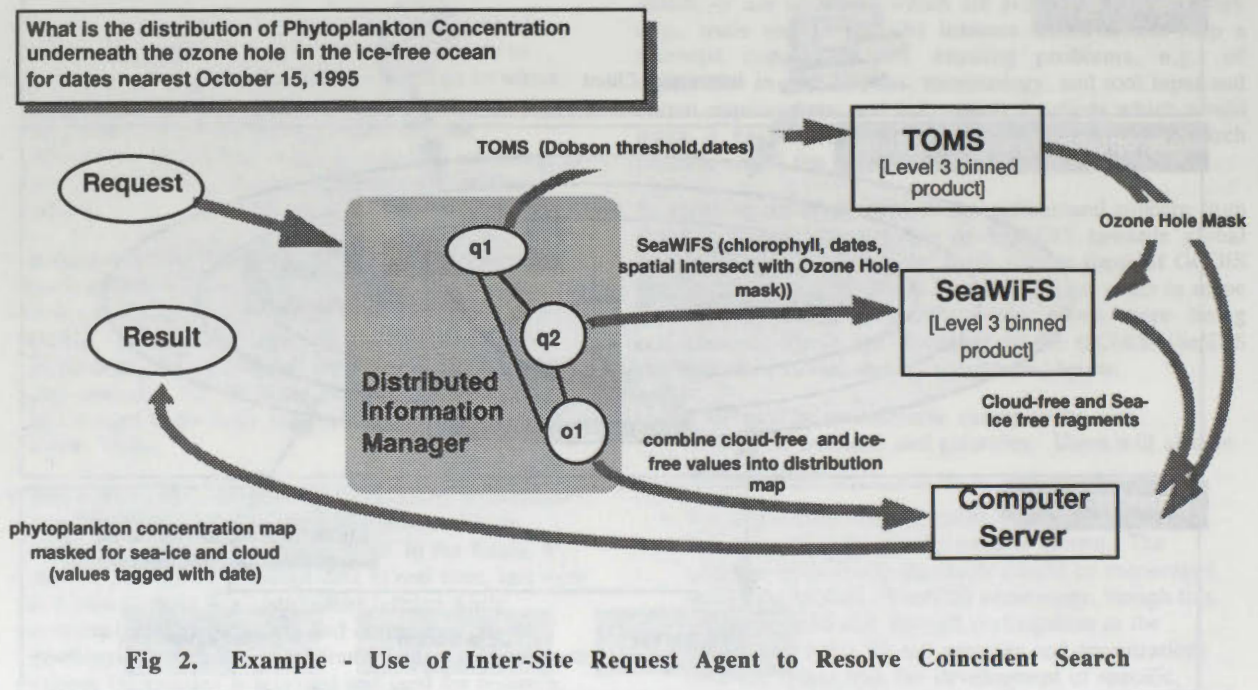 What is the distribution of Phytoplankton Concentration
underneath the ozone hole in the ice-free ocean
for dates nearest October 15, 1995
TOMS (Dobson threshold,dates)
TOMS
[Level 3 binned
product]
Request
Ozone Hole Mask
q1
SeaWIFS (chlorophyll, dates,
spatial intersect with Ozone Hole
mask))
SeaWiFS
[Level 3 binned
product]
Result
q2
Distributed
Information
Manager
o1
Cloud-free and Sea-
Ice free fragments
combine cloud-free and ice-
free values into distribution
map
Computer
Server
phytoplankton concentration map
masked for sea-ice and cloud
(values tagged with date)
Fig 2. Example - Use of Inter-Site Request Agent to Resolve Coincident Search